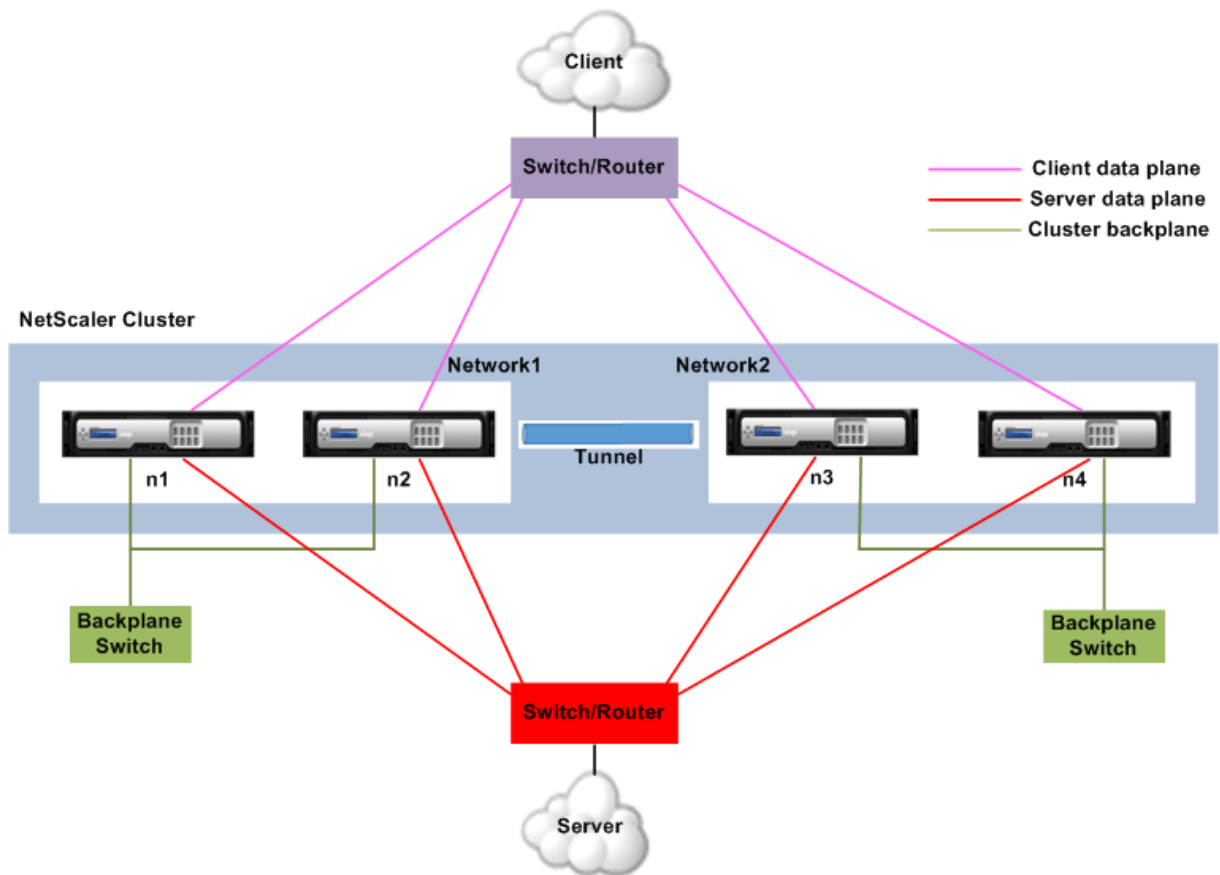 Client
Switch/Router
Client data plane
Server data plane
Cluster backplane
NetScaler Cluster
Network1
Network2
Tunnel
n1
n2
n3
n4
Backplane
Switch
Backplane
Switch
Switch/Router
Server